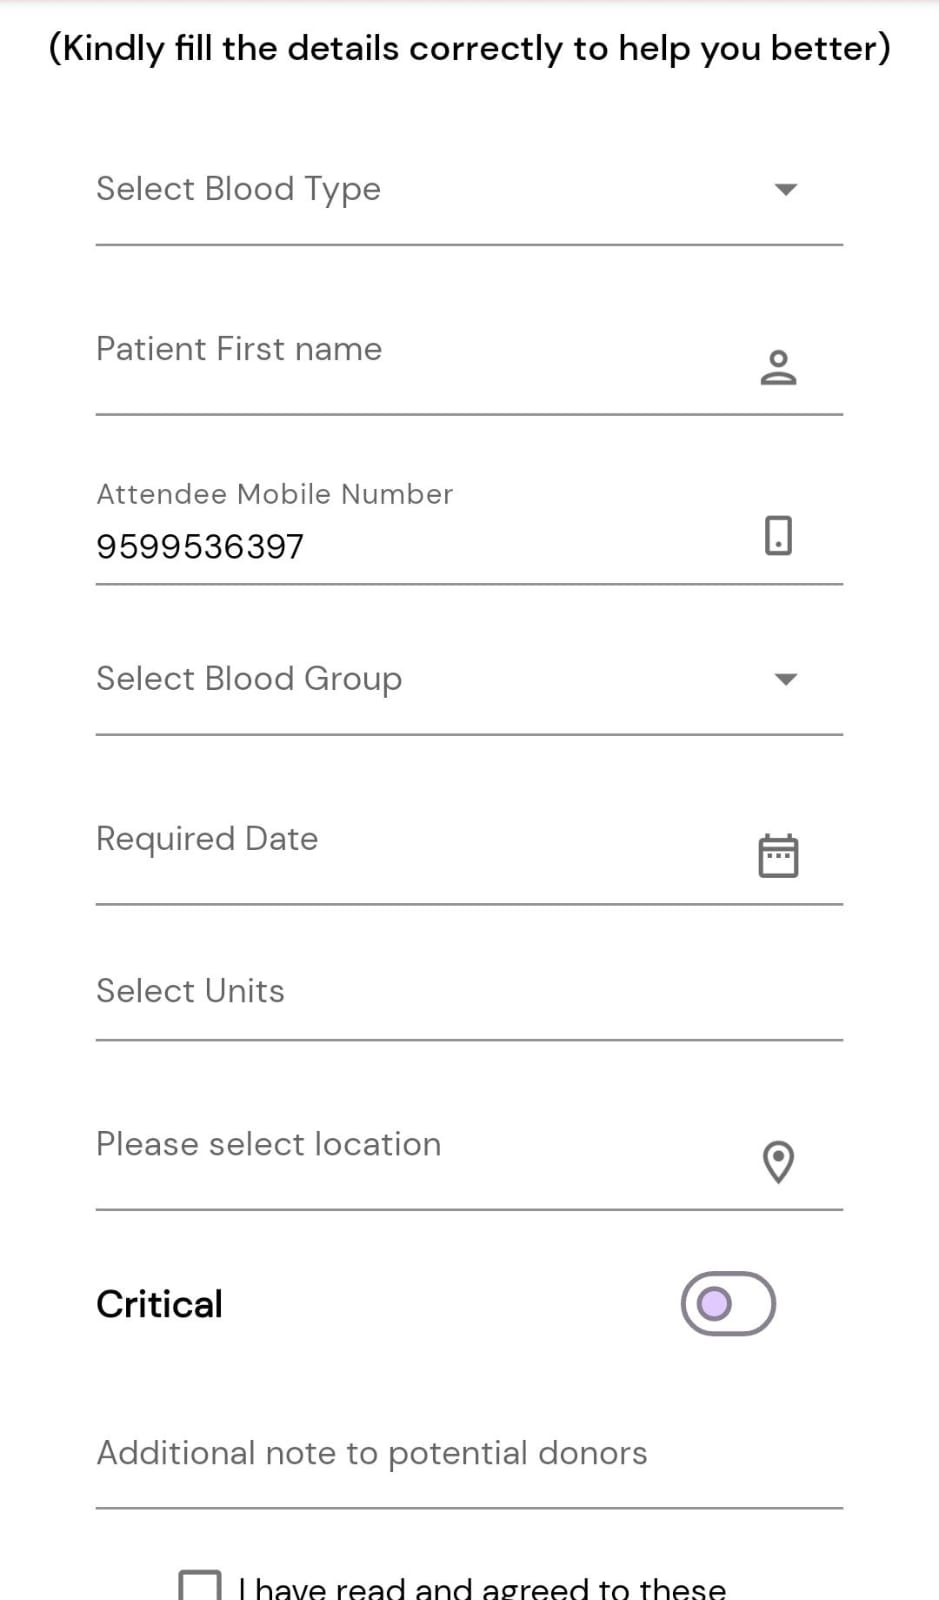 (Kindly fill the details correctly to help you better)
Select Blood Type
Patient First name
Attendee Mobile Number
9599536397
Select Blood Group
Required Date
Select Units
Please select location
Critical
Additional note to potential donors
I have read and agreed to these